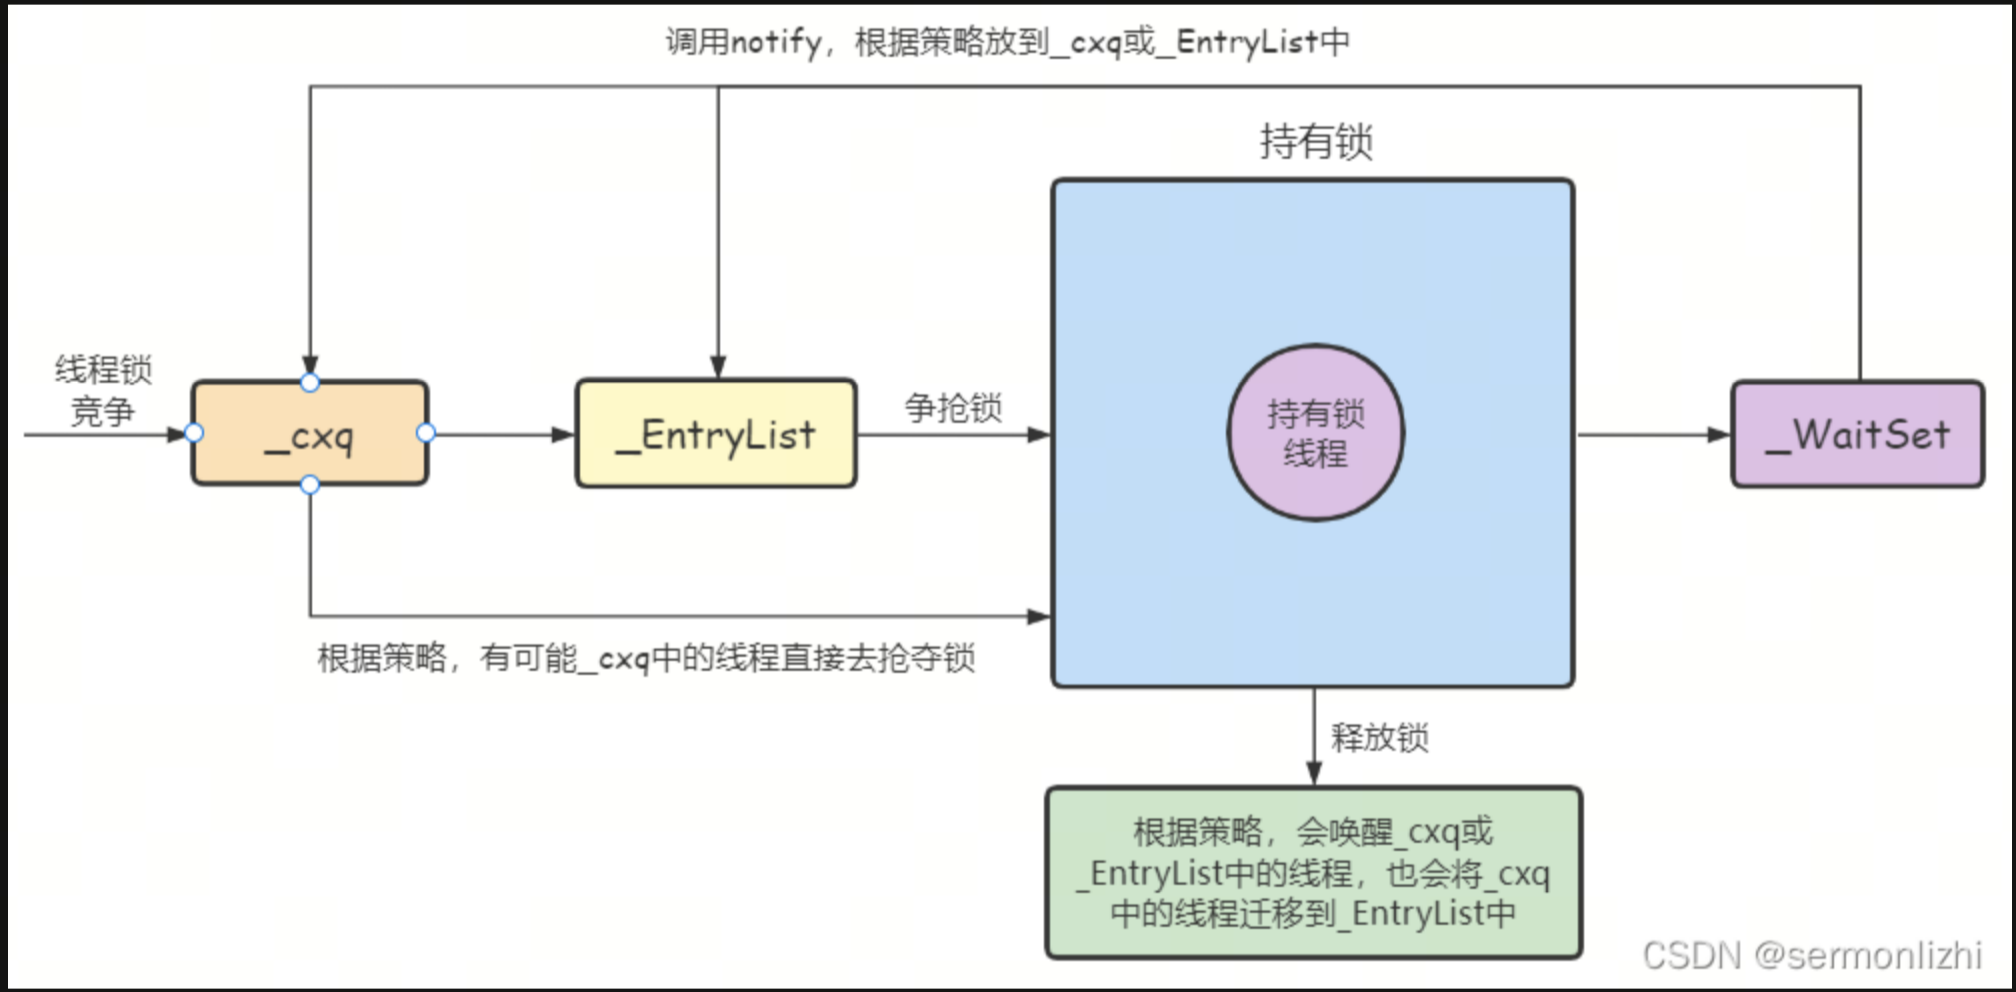 调用notify，根据策略放到_cxq或_EntryList中
持有锁
线程锁
竞争
_cxq
_EntryList
争抢锁
持有锁
线程
_WaitSet
根据策略，有可能_cxq中的线程直接去抢夺锁
释放锁
根据策略，会唤醒_cxq或
_EntryList中的线程，也会将_cxq
中的线程迁移到_EntryList中
CSDN @sermonlizhi